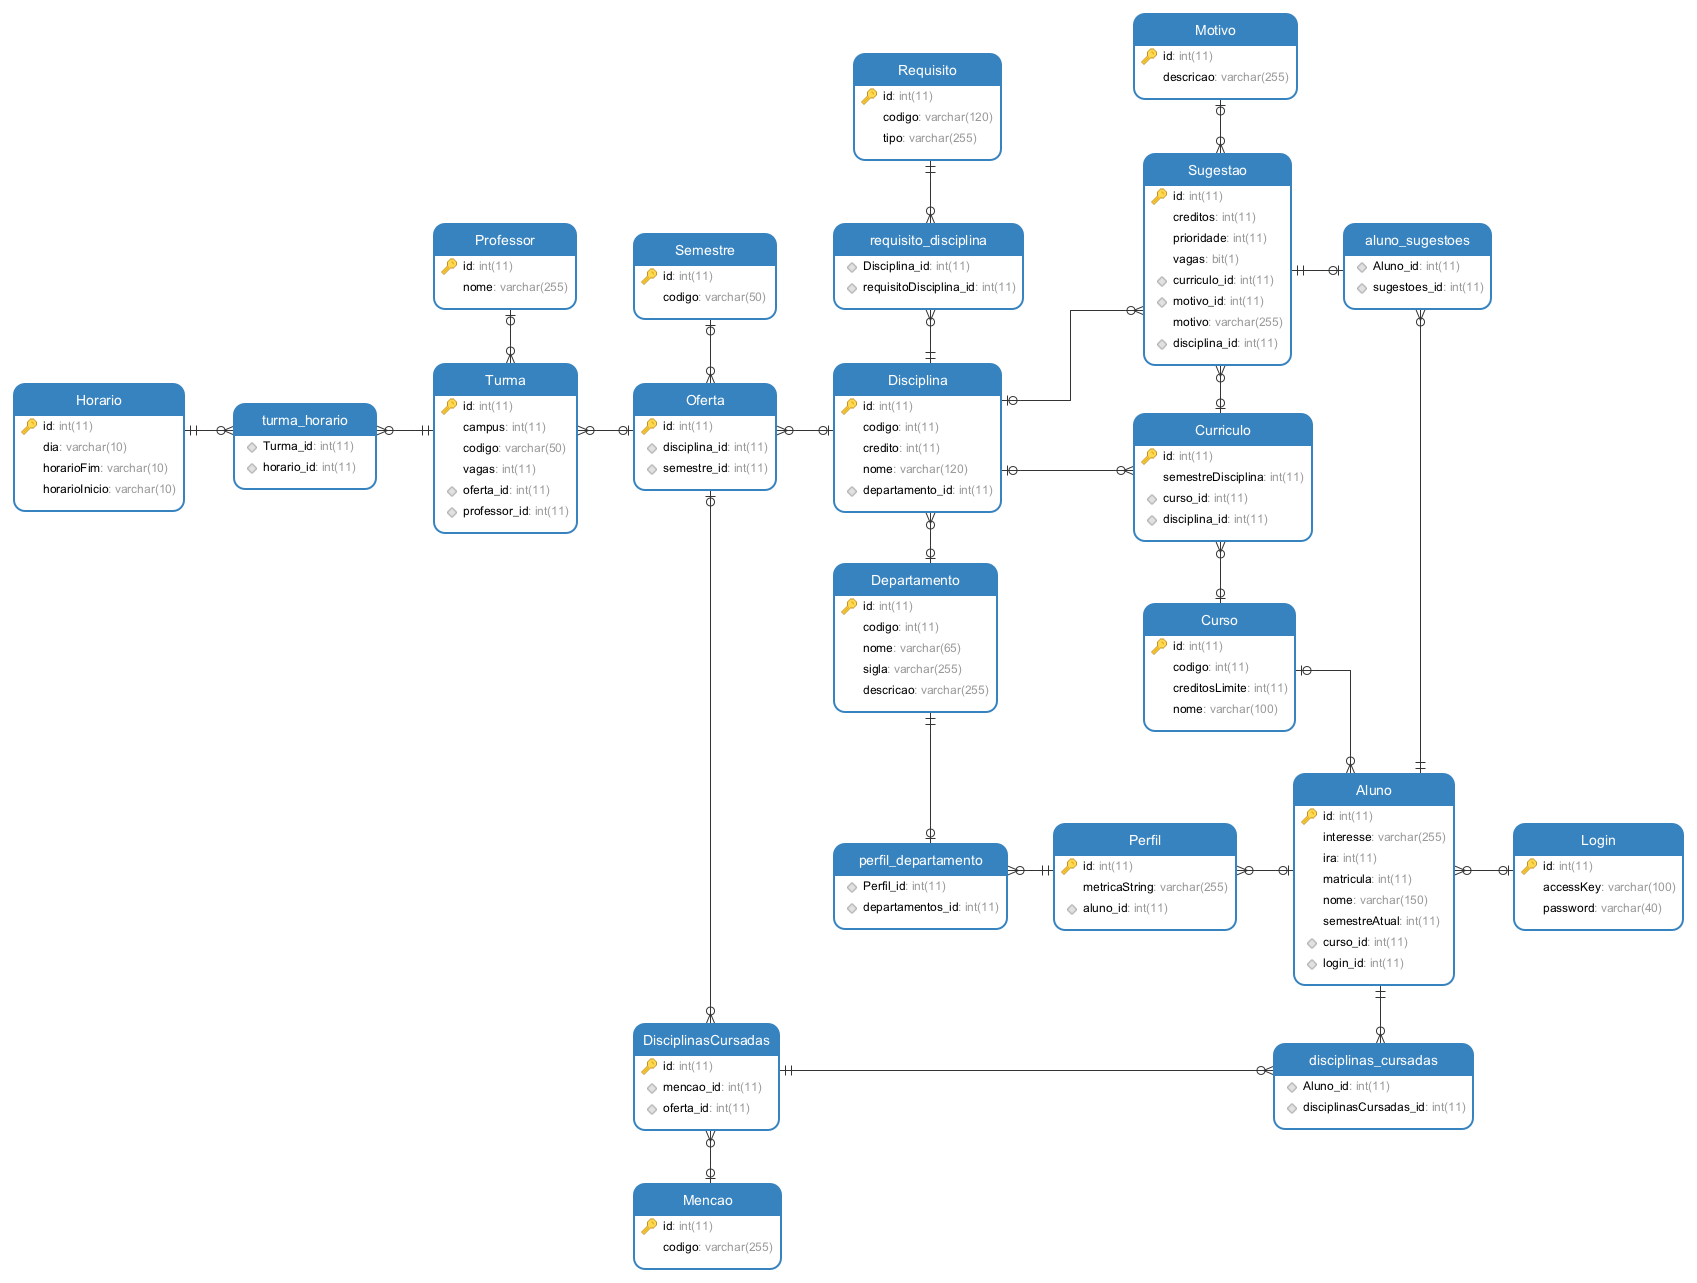 Motivo
id: int(11)
descricao: varchar(255)
Requisito
id: int(11)
codigo: varchar(120)
tipo: varchar(255)
Sugestao
id: int(11)
creditos: int(11)
prioridade: int(11)
vagas: bit(1)
curriculo_id: int(11)
motivo_id: int(11)
motivo: varchar(255)
disciplina_id: int(11)
Professor
id: int(11)
nome: varchar(255)
Semestre
id: int(11)
codigo: varchar(50)
requisito_disciplina
Disciplina_id: int(11)
requisitoDisciplina_id: int(11)
aluno_sugestoes
Aluno_id: int(11)
sugestoes_id: int(11)
Horario
id: int(11)
dia: varchar(10)
horarioFim: varchar(10)
horarioInicio: varchar(10)
turma_horario
Turma_id: int(11)
horario_id: int(11)
Turma
id: int(11)
campus: int(11)
codigo: varchar(50)
vagas: int(11)
oferta_id: int(11)
professor_id: int(11)
Oferta
id: int(11)
disciplina_id: int(11)
semestre_id: int(11)
Disciplina
id: int(11)
codigo: int(11)
credito: int(11)
nome: varchar(120)
departamento_id: int(11)
Curriculo
id: int(11)
semestreDisciplina: int(11)
curso_id: int(11)
disciplina_id: int(11)
Departamento
id: int(11)
codigo: int(11)
nome: varchar(65)
sigla: varchar(255)
descricao: varchar(255)
Curso
id: int(11)
codigo: int(11)
creditosLimite: int(11)
nome: varchar(100)
perfil_departamento
Perfil_id: int(11)
departamentos_id: int(11)
Perfil
id: int(11)
metricaString: varchar(255)
aluno_id: int(11)
Aluno
id: int(11)
interesse: varchar(255)
ira: int(11)
matricula: int(11)
nome: varchar(150)
semestreAtual: int(11)
curso_id: int(11)
login_id: int(11)
Login
id: int(11)
accessKey: varchar(100)
password: varchar(40)
DisciplinasCursadas
id: int(11)
mencao_id: int(11)
oferta_id: int(11)
disciplinas_cursadas
Aluno_id: int(11)
disciplinasCursadas_id: int(11)
Mencao
id: int(11)
codigo: varchar(255)